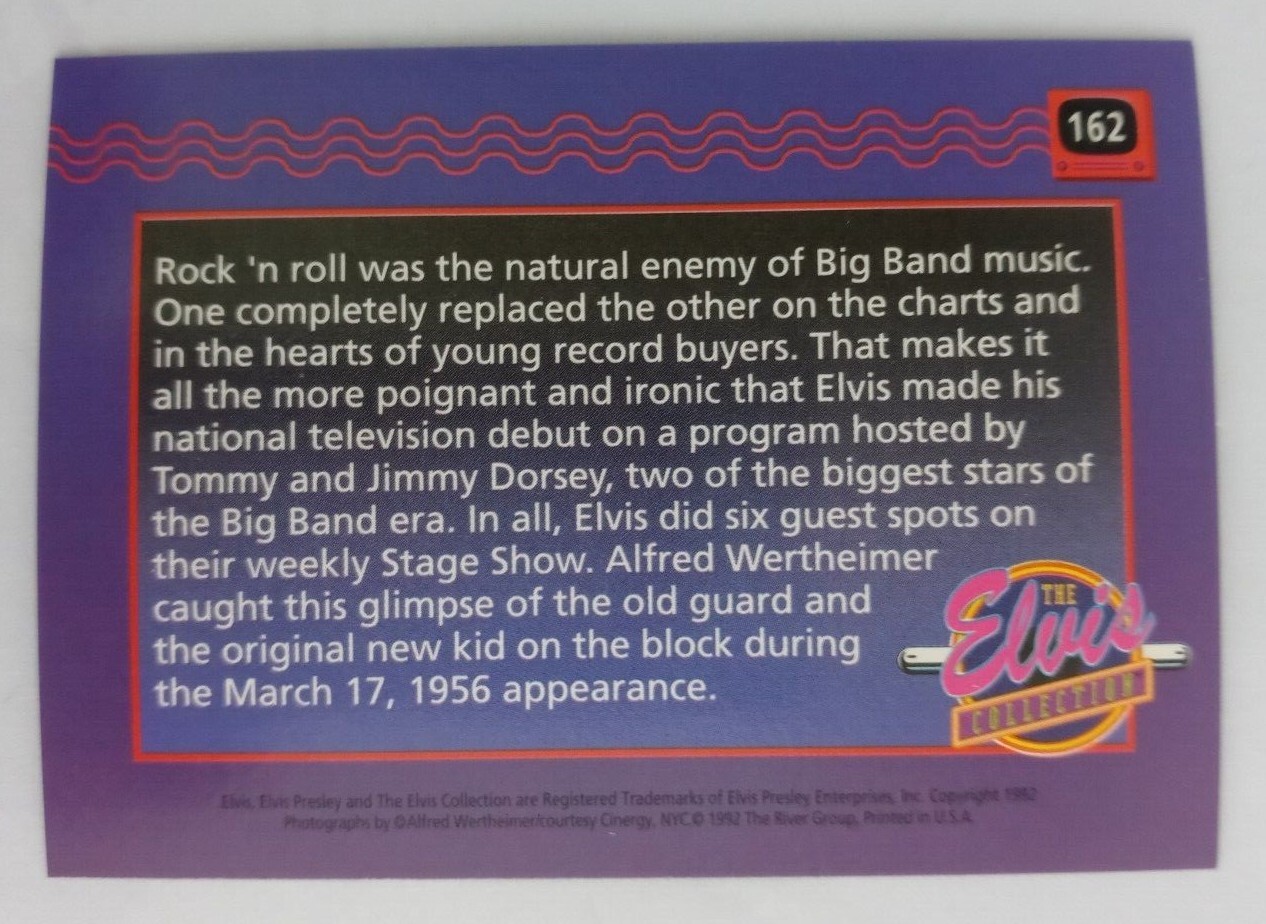 162
Rock 'n roll was the natural enemy of Big Band music.
One completely replaced the other on the charts and
in the hearts of young record buyers. That makes it
all the more poignant and ironic that Elvis made his
national television debut on a program hosted by
Tommy and Jimmy Dorsey, two of the biggest stars of
the Big Band era. In all, Elvis did six guest spots on
their weekly Stage Show. Alfred Wertheimer
caught this glimpse of the old guard and
the original new kid on the block during
the March 17, 1956 appearance.
THE
Elvis
COLLECTION
Elvis, Elvis Presley and The Elvis Collection are Registered Trademarks of Elvis Presley Enterprises, Inc. Copyright 1992
Photographs by ©Alfred Wertheimer/courtesy Cinergy, NYC © 1992 The River Group, Printed in U.S.A.